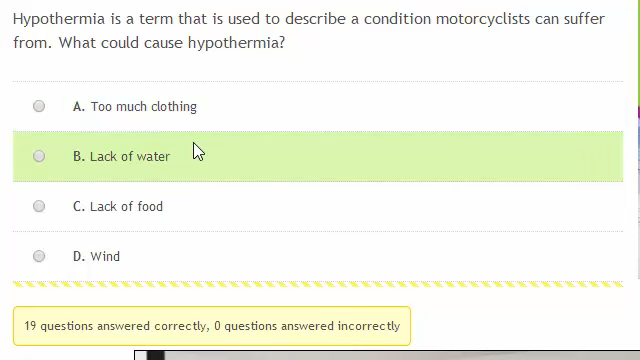 Hypothermia is a term that is used to describe a condition motorcyclists can suffer
from. What could cause hypothermia?
A. Too much clothing
B. Lack of water
C. Lack of food
D. Wind
19 questions answered correctly, 0 questions answered incorrectly